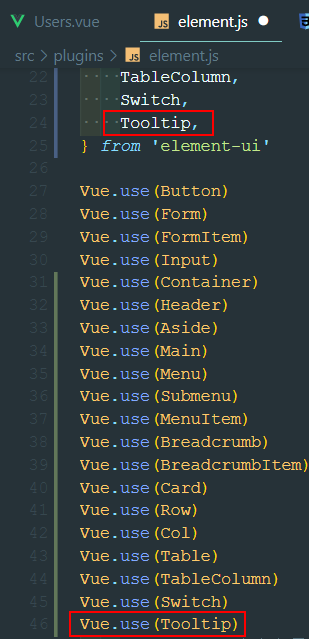 Users.vue
JS element.js
src > plugins > JS element.js
22 ····TableColumn,
23 ····Switch,
24 ····Tooltip,
25 } from 'element-ui'
26
27 Vue.use(Button)
28 Vue.use(Form)
29 Vue.use(FormItem)
30 Vue.use(Input)
31 Vue.use(Container)
32 Vue.use(Header)
33 Vue.use(Aside)
34 Vue.use(Main)
35 Vue.use(Menu)
36 Vue.use(Submenu)
37 Vue.use(MenuItem)
38 Vue.use(Breadcrumb)
39 Vue.use(BreadcrumbItem)
40 Vue.use(Card)
41 Vue.use(Row)
42 Vue.use(Col)
43 Vue.use(Table)
44 Vue.use(TableColumn)
45 Vue.use(Switch)
46 Vue.use(Tooltip)